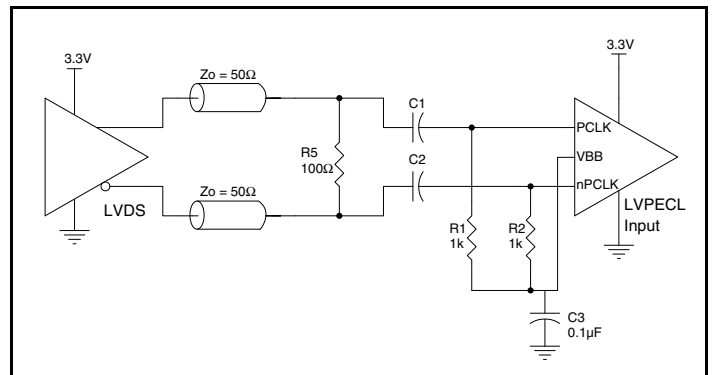 3.3V
3.3V
Zo = 50Ω
C1
PCLK
R5
100Ω
VBB
C2
Zo = 50Ω
nPCLK
LVDS
LVPECL
Input
R1
1k
R2
1k
C3
0.1µF